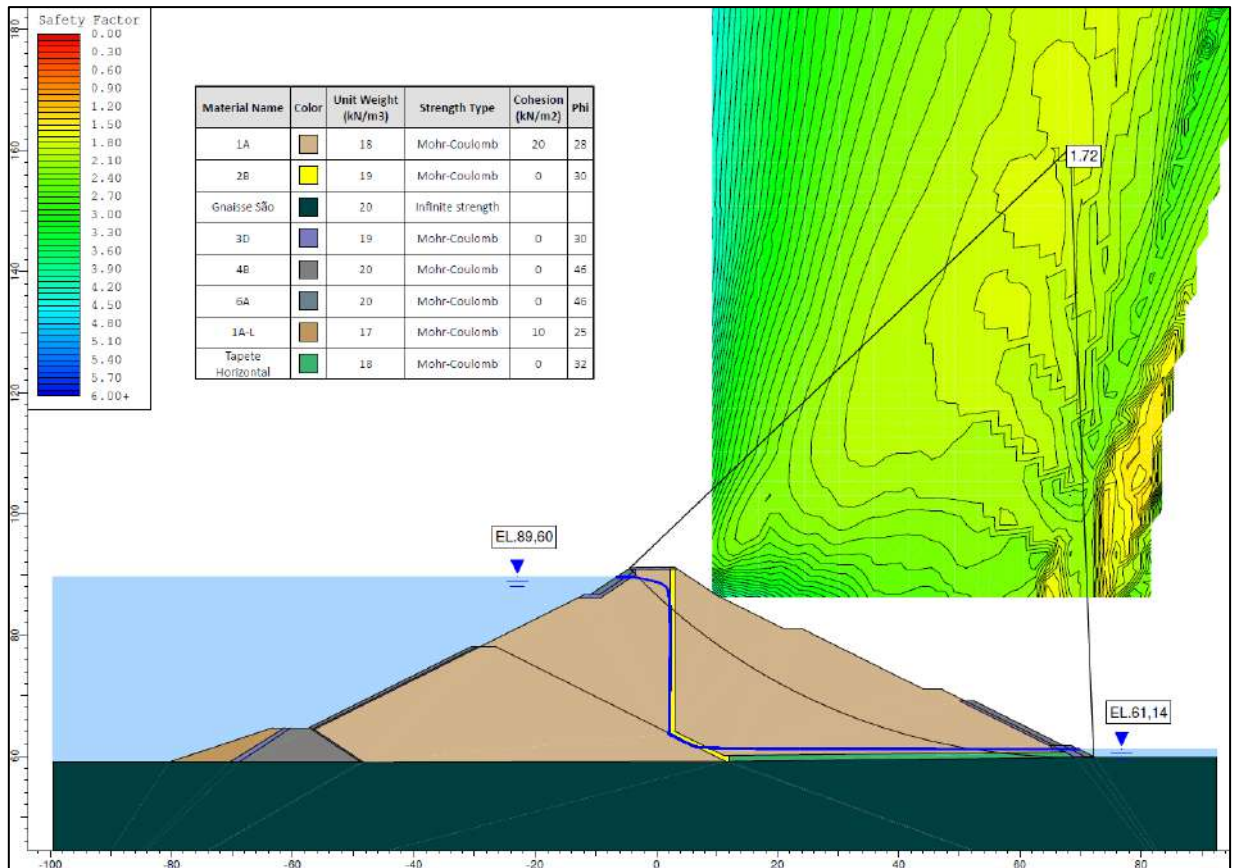 Safety Factor
0.00
0.30
0.60
0.90
1.20
1.50
1.80
2.10
2.40
2.70
3.00
3.30
3.60
3.90
4.20
4.50
4.80
5.10
5.40
5.70
6.00+
Material Name Color Unit Weight (kN/m3) Strength Type Cohesion (kN/m2) Phi
1A 18 Mohr-Coulomb 20 28
2B 19 Mohr-Coulomb 0 30
Gnaisse São 20 Infinite strength
3D 19 Mohr-Coulomb 0 30
4B 20 Mohr-Coulomb 0 46
6A 20 Mohr-Coulomb 0 46
1A-L 17 Mohr-Coulomb 10 25
Tapete Horizontal 18 Mohr-Coulomb 0 32
1.72
EL.89,60
EL.61,14
180
160
140
120
100
80
60
-100 -80 -60 -40 -20 0 20 40 60 80